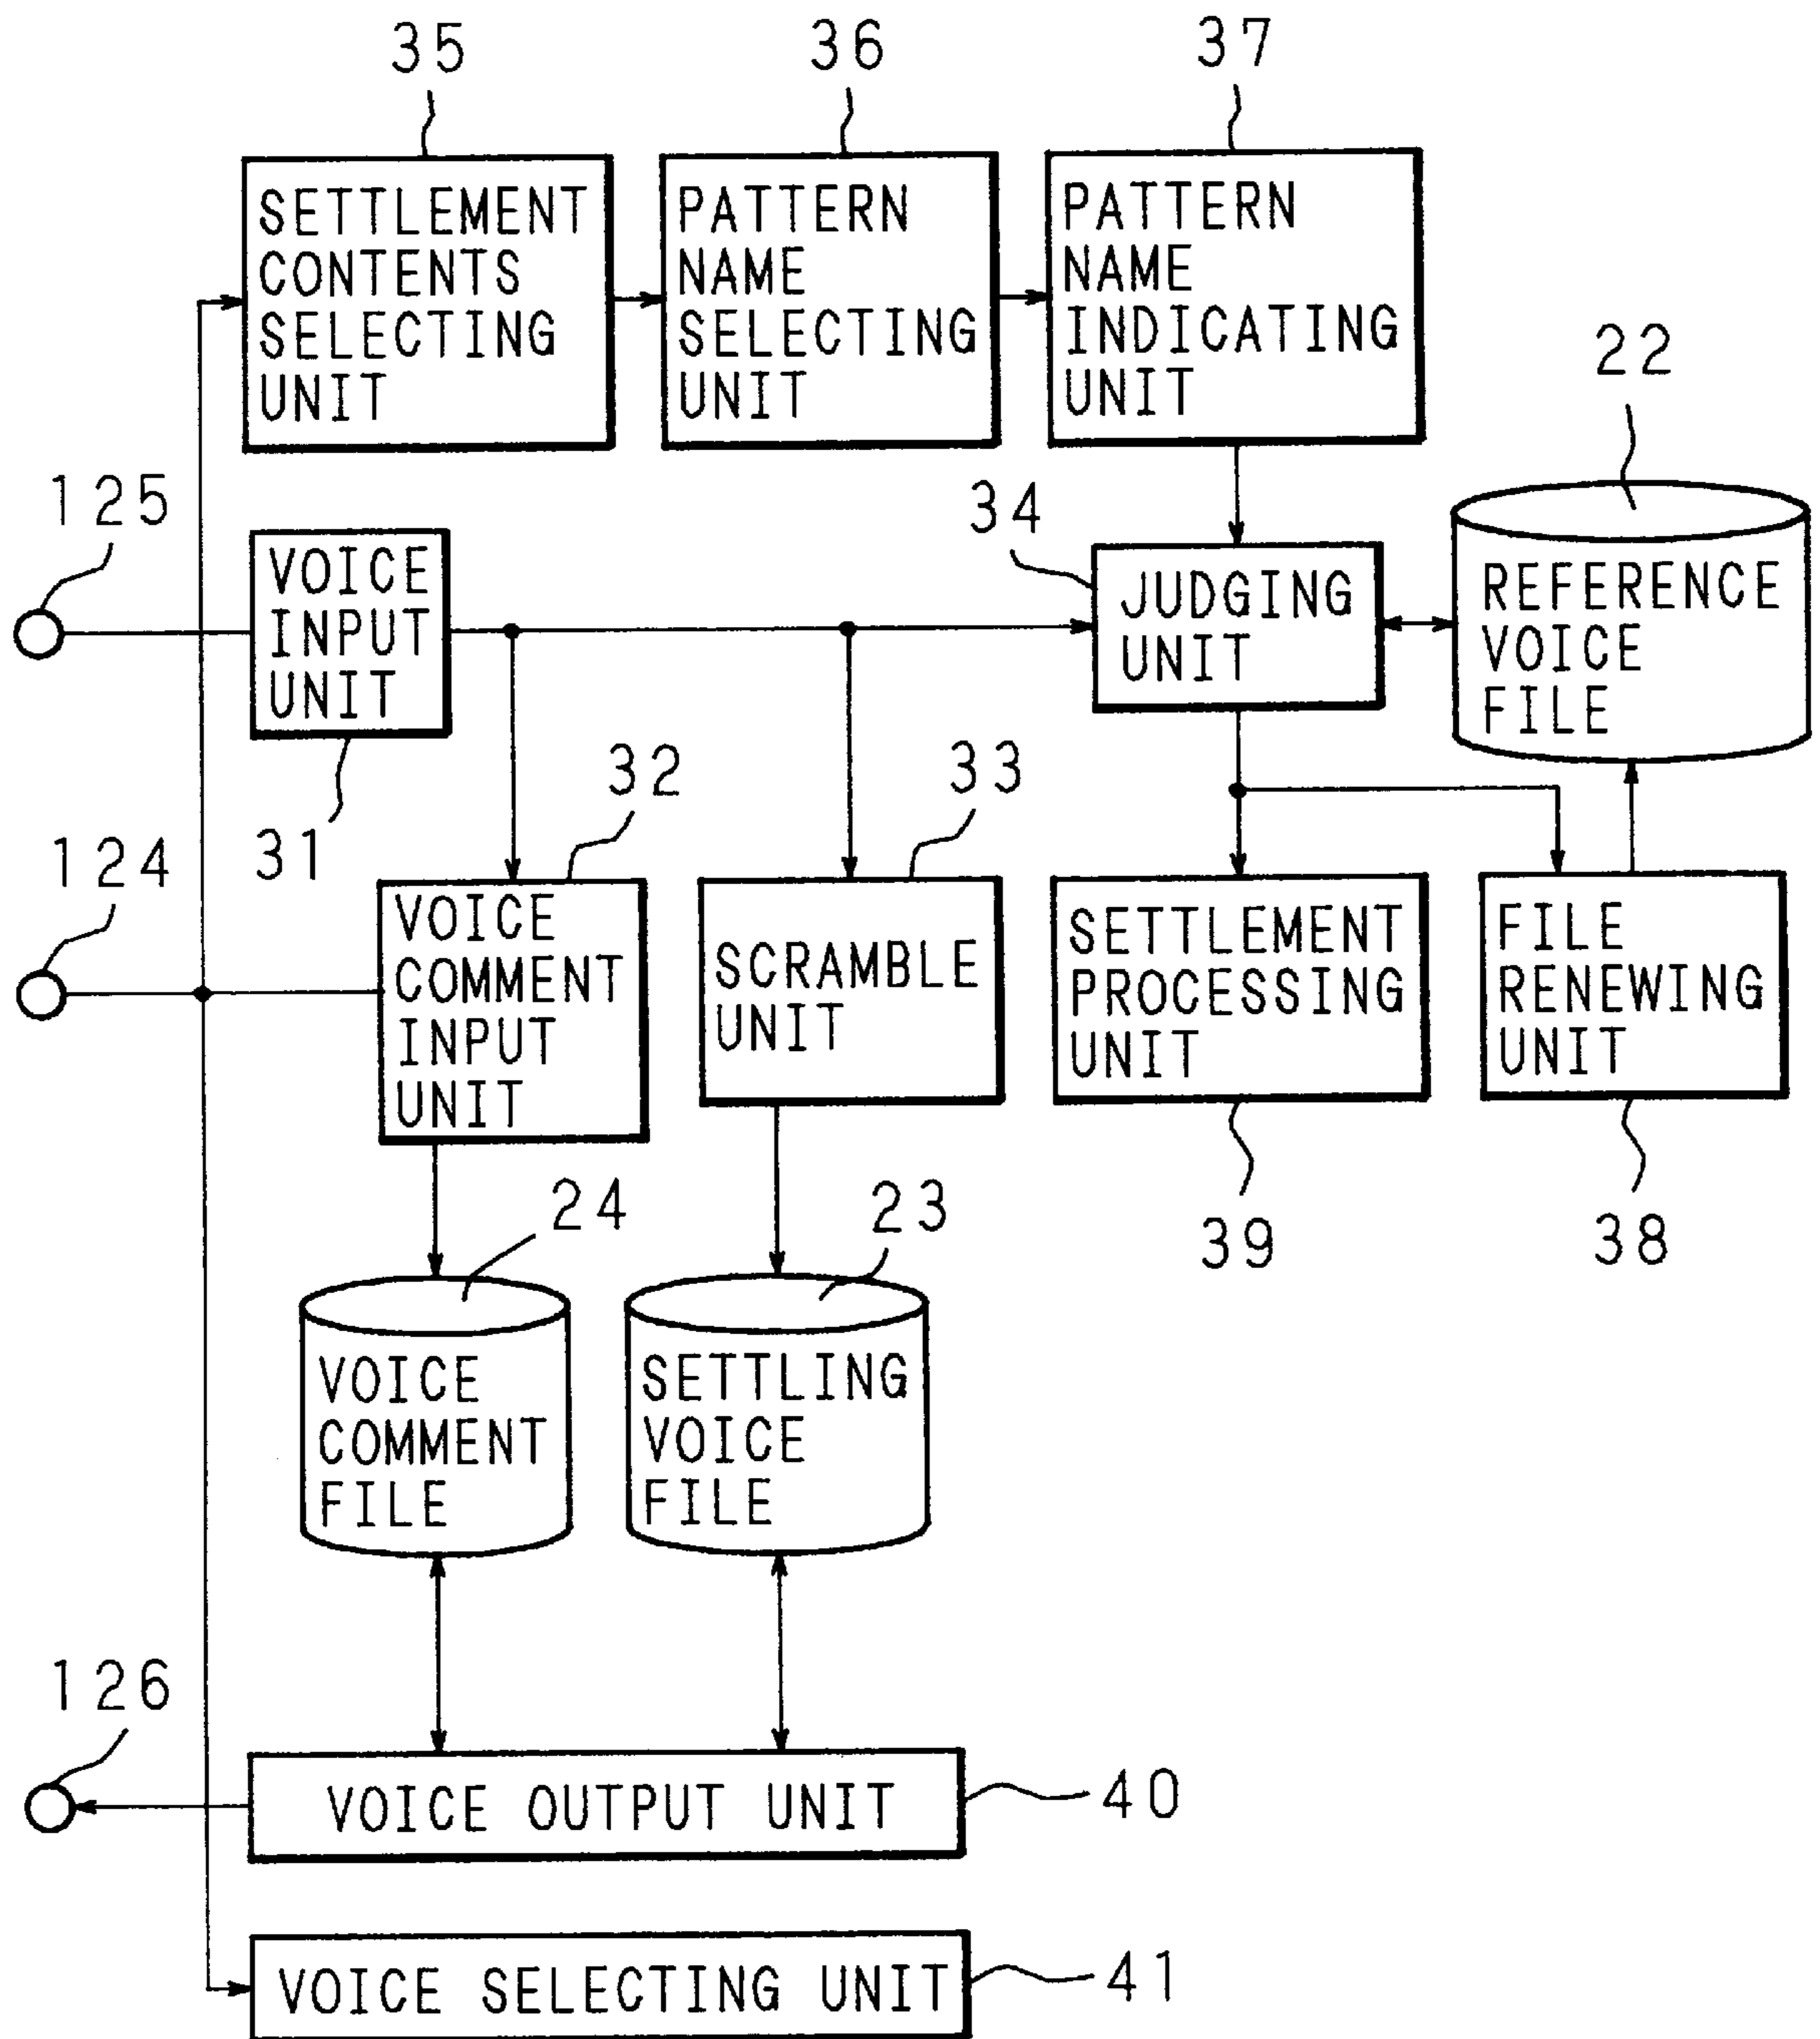 35
36
37
SETTLEMENT
CONTENTS
SELECTING
UNIT
PATTERN
NAME
SELECTING
UNIT
PATTERN
NAME
INDICATING
UNIT
22
125
34
VOICE
INPUT
UNIT
JUDGING
UNIT
REFERENCE
VOICE
FILE
31
32
33
124
VOICE
COMMENT
INPUT
UNIT
SCRAMBLE
UNIT
SETTLEMENT
PROCESSING
UNIT
FILE
RENEWING
UNIT
24
23
39
38
VOICE
COMMENT
FILE
SETTLING
VOICE
FILE
126
VOICE OUTPUT UNIT
40
VOICE SELECTING UNIT
41